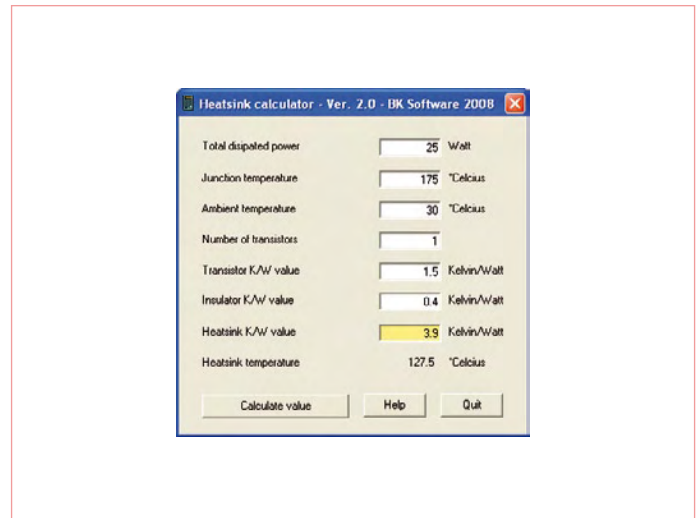 Heatsink calculator - Ver. 2.0 - BK Software 2008
Total disipated power 25 Watt
Junction temperature 175 °Celcius
Ambient temperature 30 °Celcius
Number of transistors 1
Transistor K/W value 1.5 Kelvin/Watt
Insulator K/W value 0.4 Kelvin/Watt
Heatsink K/W value 3.9 Kelvin/Watt
Heatsink temperature 127.5 °Celcius
Calculate value Help Quit